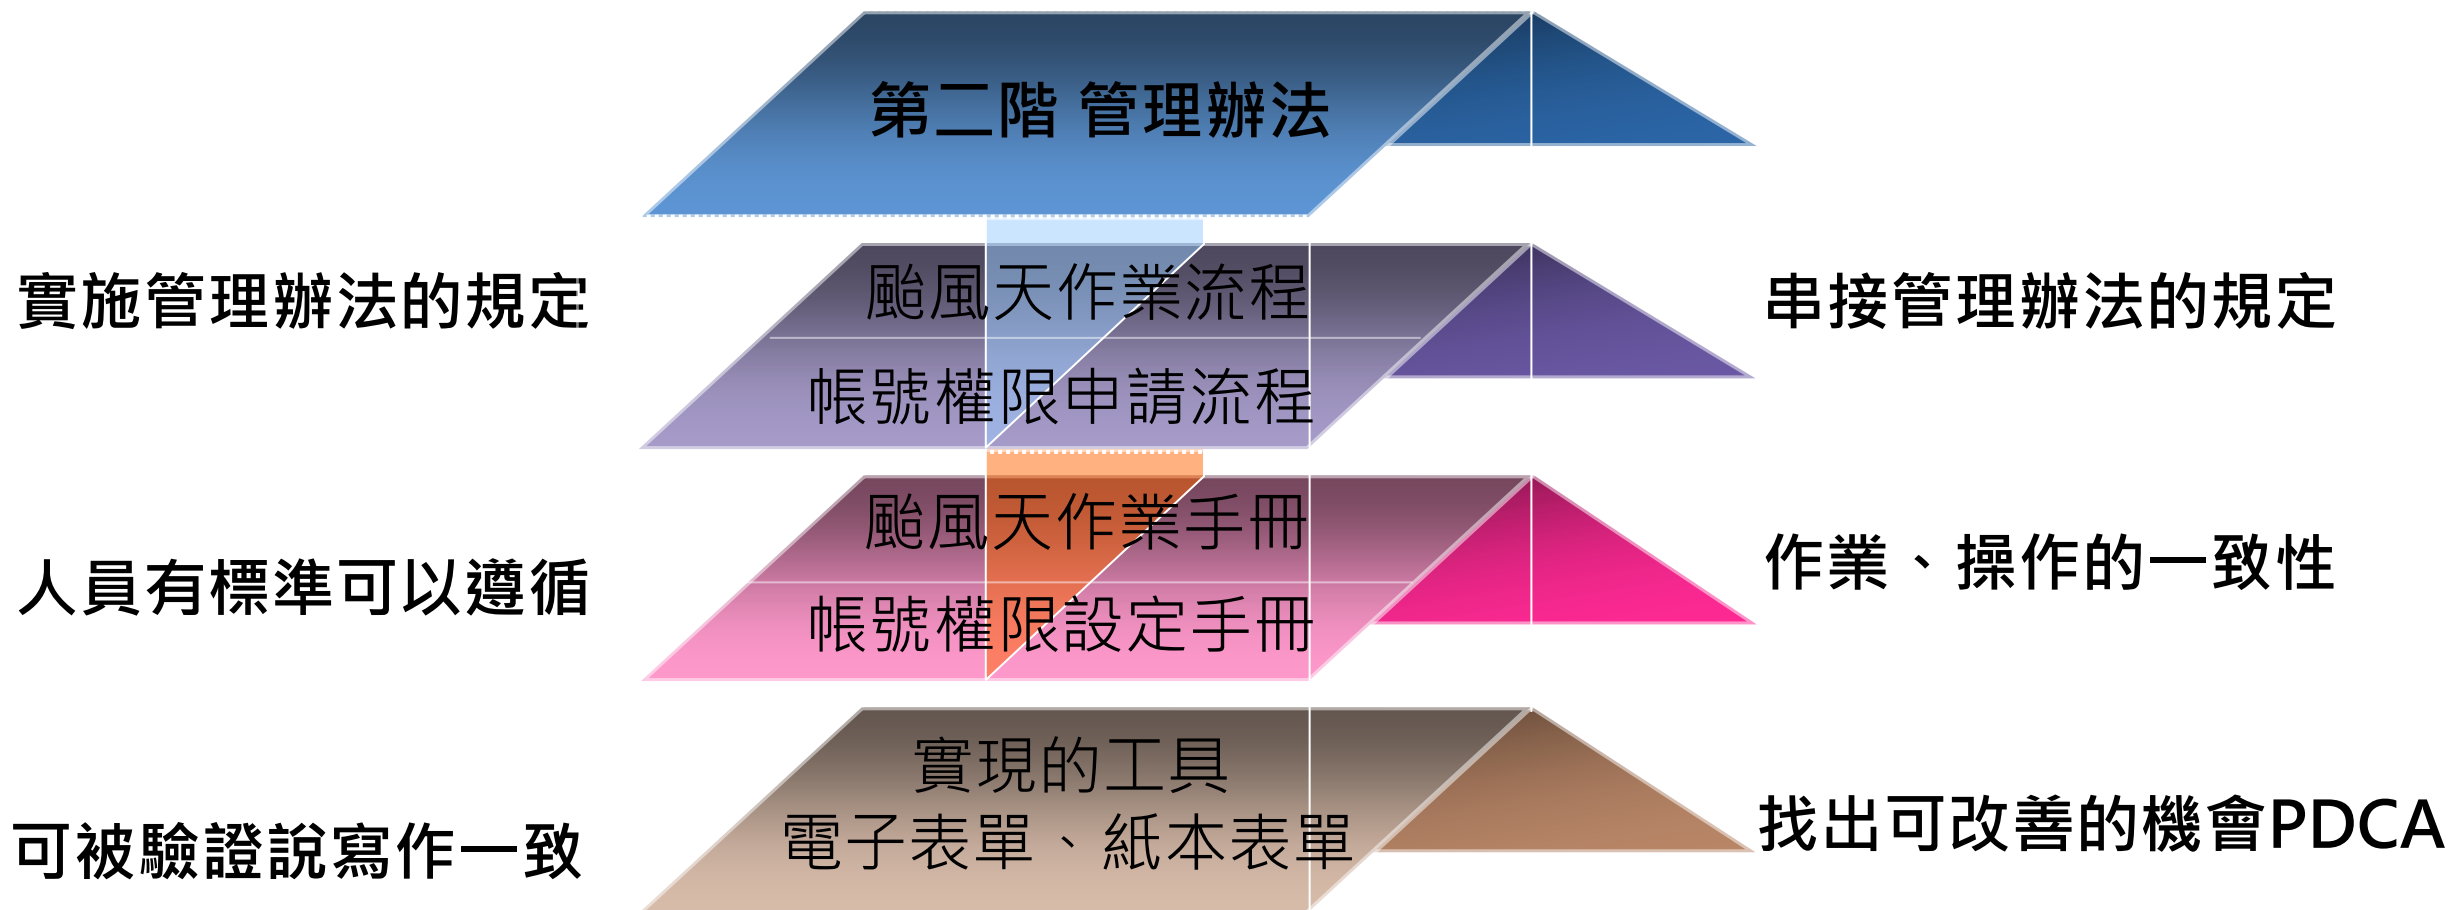 第二階 管理辦法
實施管理辦法的規定
颱風天作業流程
帳號權限申請流程
串接管理辦法的規定
人員有標準可以遵循
颱風天作業手冊
帳號權限設定手冊
作業、操作的一致性
可被驗證說寫作一致
實現的工具
電子表單、紙本表單
找出可改善的機會PDCA